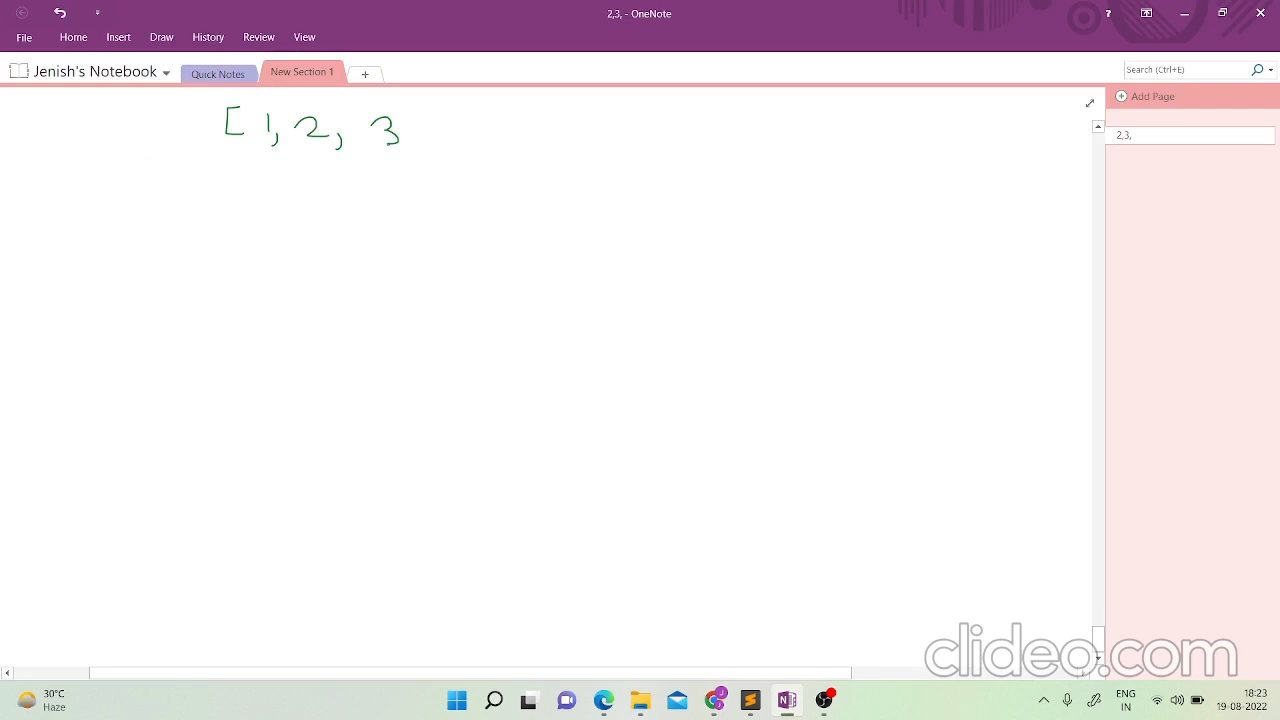 2,3, - OneNote
File Home Insert Draw History Review View
Jenish's Notebook Quick Notes New Section 1 Search (Ctrl+E)
Add Page
[ 1, 2, 3
2,3,
clideo.com
30°C
Haze
ENG
IN
18:23
19-08-2022